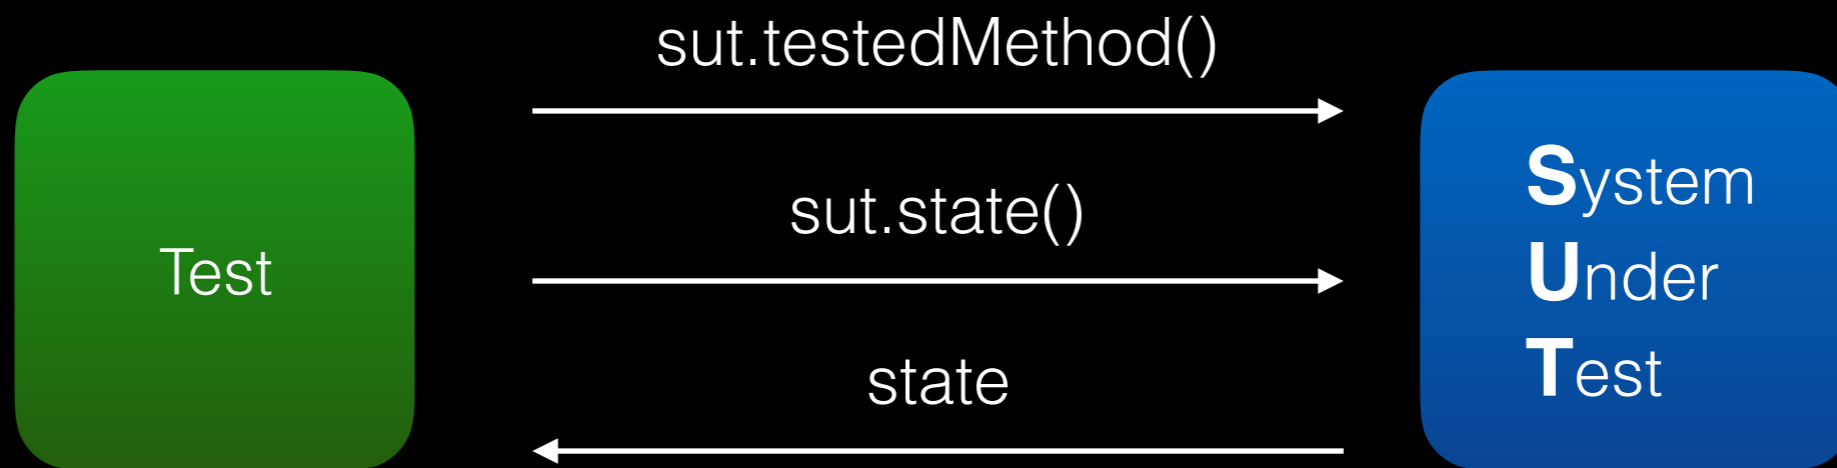 sut.testedMethod()
sut.state()
state
Test
System
Under
Test